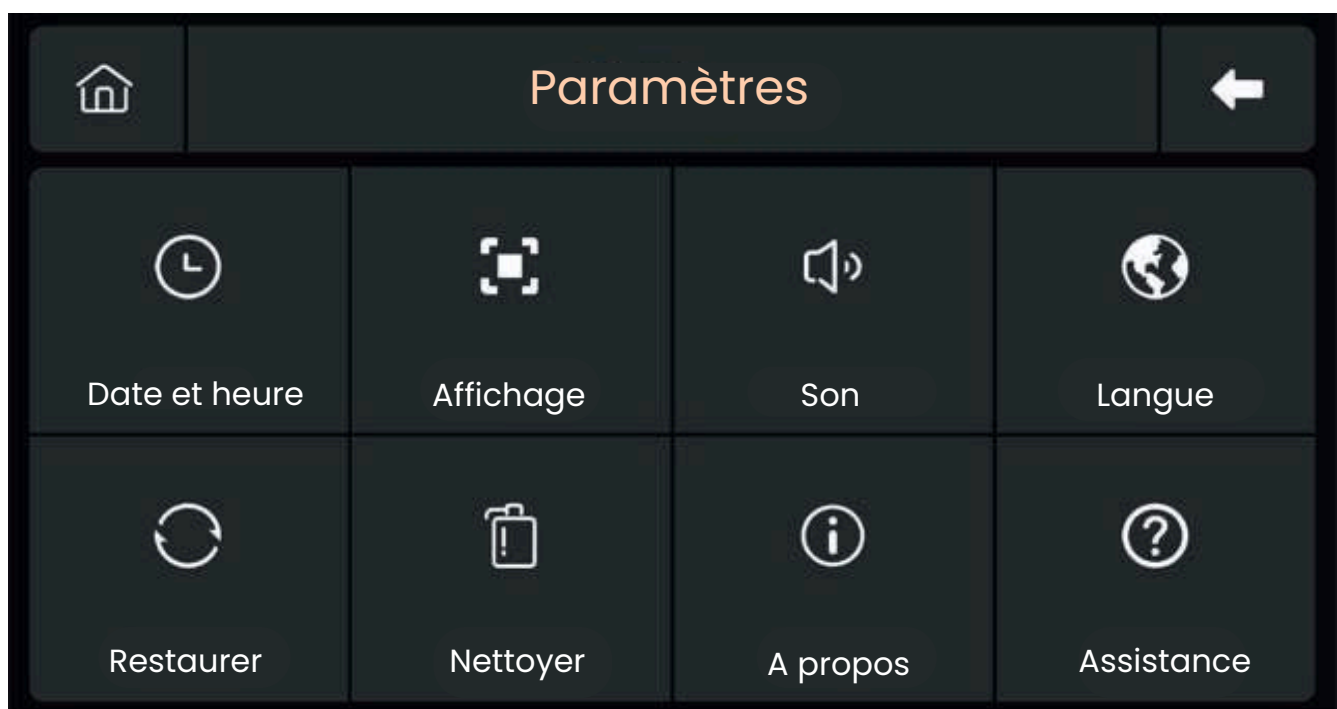 Paramètres
Date et heure
Affichage
Son
Langue
Restaurer
Nettoyer
A propos
Assistance